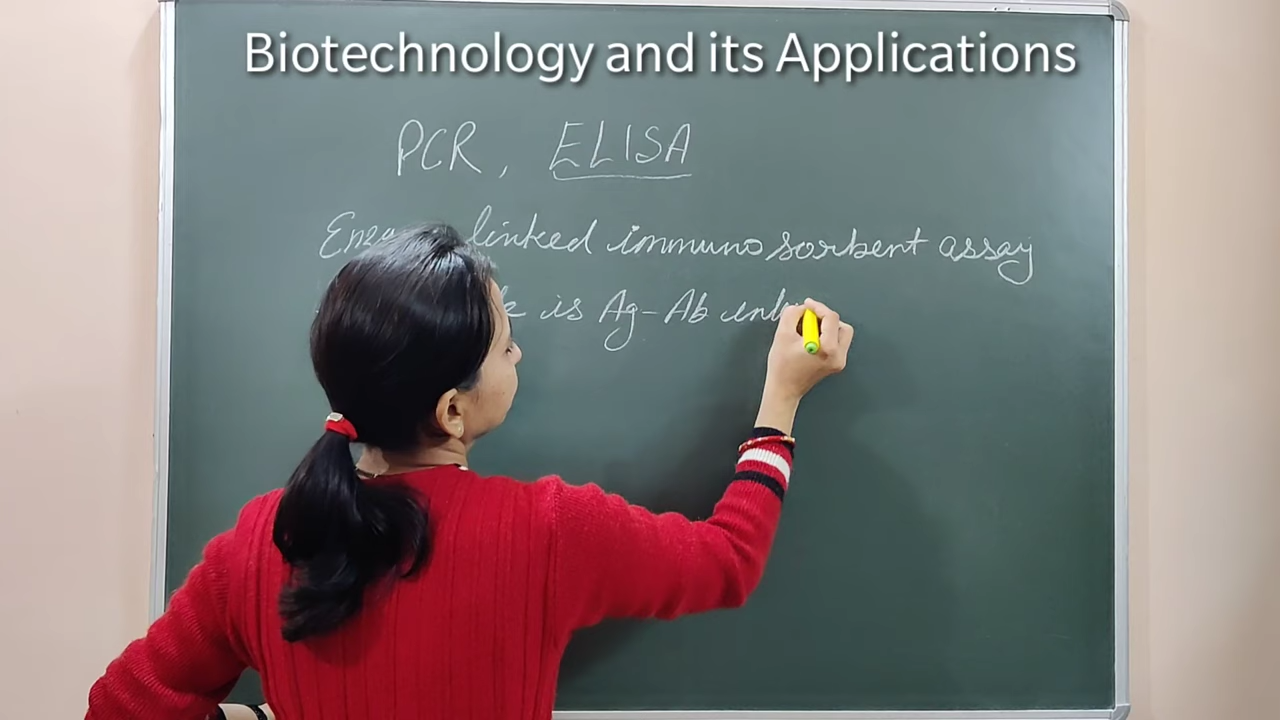 Biotechnology and its Applications
PCR, ELISA
linked immunosorbent assay
is Ag-Ab